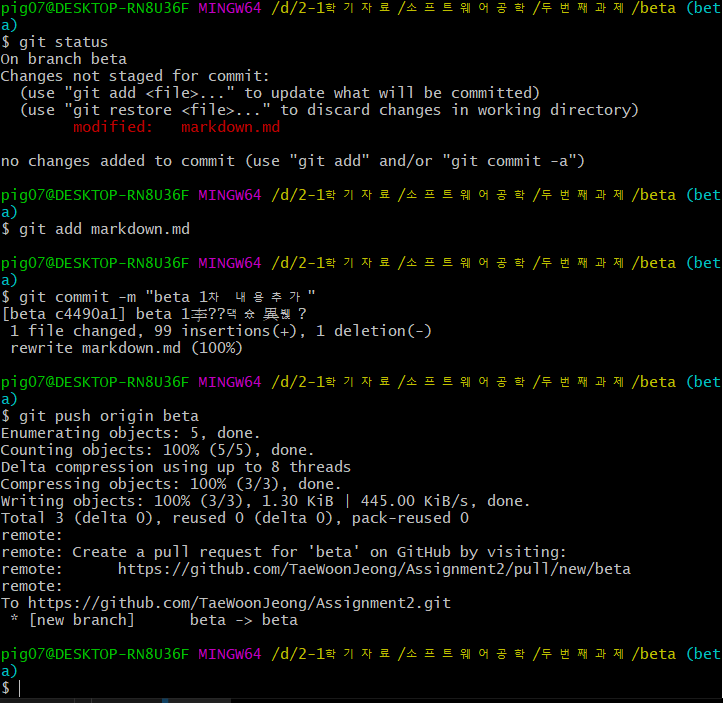 pig07@DESKTOP-RN8U36F MINGW64 /d/2-1학기자료/소프트웨어공학/두번째과제/beta (bet
a)
$ git status
On branch beta
Changes not staged for commit:
  (use "git add <file>..." to update what will be committed)
  (use "git restore <file>..." to discard changes in working directory)
        modified:   markdown.md

no changes added to commit (use "git add" and/or "git commit -a")

pig07@DESKTOP-RN8U36F MINGW64 /d/2-1학기자료/소프트웨어공학/두번째과제/beta (bet
a)
$ git add markdown.md

pig07@DESKTOP-RN8U36F MINGW64 /d/2-1학기자료/소프트웨어공학/두번째과제/beta (bet
a)
$ git commit -m "beta 1차 내용추가"
[beta c4490a1] beta 1李??댁슜 異붽?
 1 file changed, 99 insertions(+), 1 deletion(-)
 rewrite markdown.md (100%)

pig07@DESKTOP-RN8U36F MINGW64 /d/2-1학기자료/소프트웨어공학/두번째과제/beta (bet
a)
$ git push origin beta
Enumerating objects: 5, done.
Counting objects: 100% (5/5), done.
Delta compression using up to 8 threads
Compressing objects: 100% (3/3), done.
Writing objects: 100% (3/3), 1.30 KiB | 445.00 KiB/s, done.
Total 3 (delta 0), reused 0 (delta 0), pack-reused 0
remote:
remote: Create a pull request for 'beta' on GitHub by visiting:
remote:      https://github.com/TaeWoonJeong/Assignment2/pull/new/beta
remote:
To https://github.com/TaeWoonJeong/Assignment2.git
 * [new branch]      beta -> beta

pig07@DESKTOP-RN8U36F MINGW64 /d/2-1학기자료/소프트웨어공학/두번째과제/beta (bet
a)
$